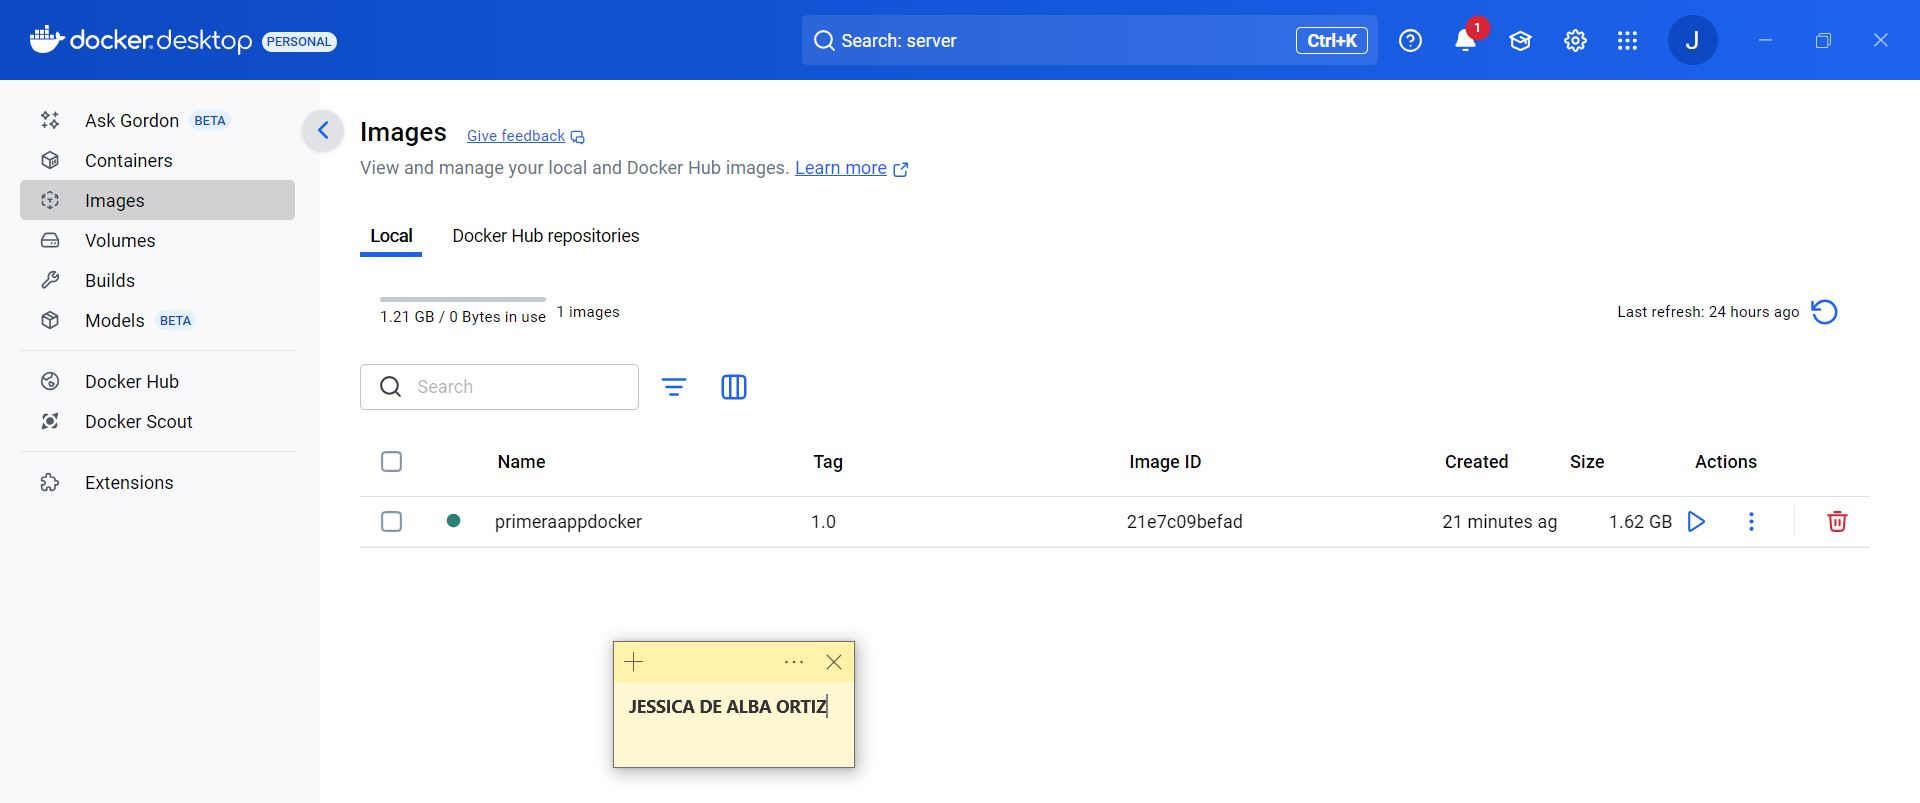 docker.desktop PERSONAL
Search: server
Ctrl+K
1
J
Ask Gordon BETA
Containers
Images
Volumes
Builds
Models BETA
Docker Hub
Docker Scout
Extensions
Images Give feedback
View and manage your local and Docker Hub images. Learn more
Local Docker Hub repositories
1.21 GB / 0 Bytes in use 1 images
Last refresh: 24 hours ago
Search
Name Tag Image ID Created Size Actions
primeraappdocker 1.0 21e7c09befad 21 minutes ag 1.62 GB
JESSICA DE ALBA ORTIZ